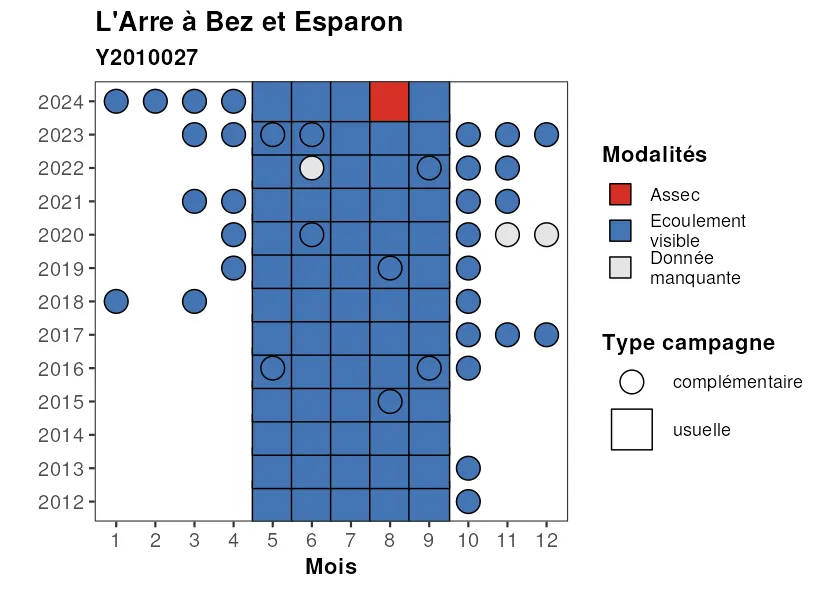 L'Arre à Bez et Esparon
Y2010027
2024
2023
2022
2021
2020
2019
2018
2017
2016
2015
2014
2013
2012
1 2 3 4 5 6 7 8 9 10 11 12
Mois
Modalités
Assec
Ecoulement
visible
Donnée
manquante
Type campagne
complémentaire
usuelle